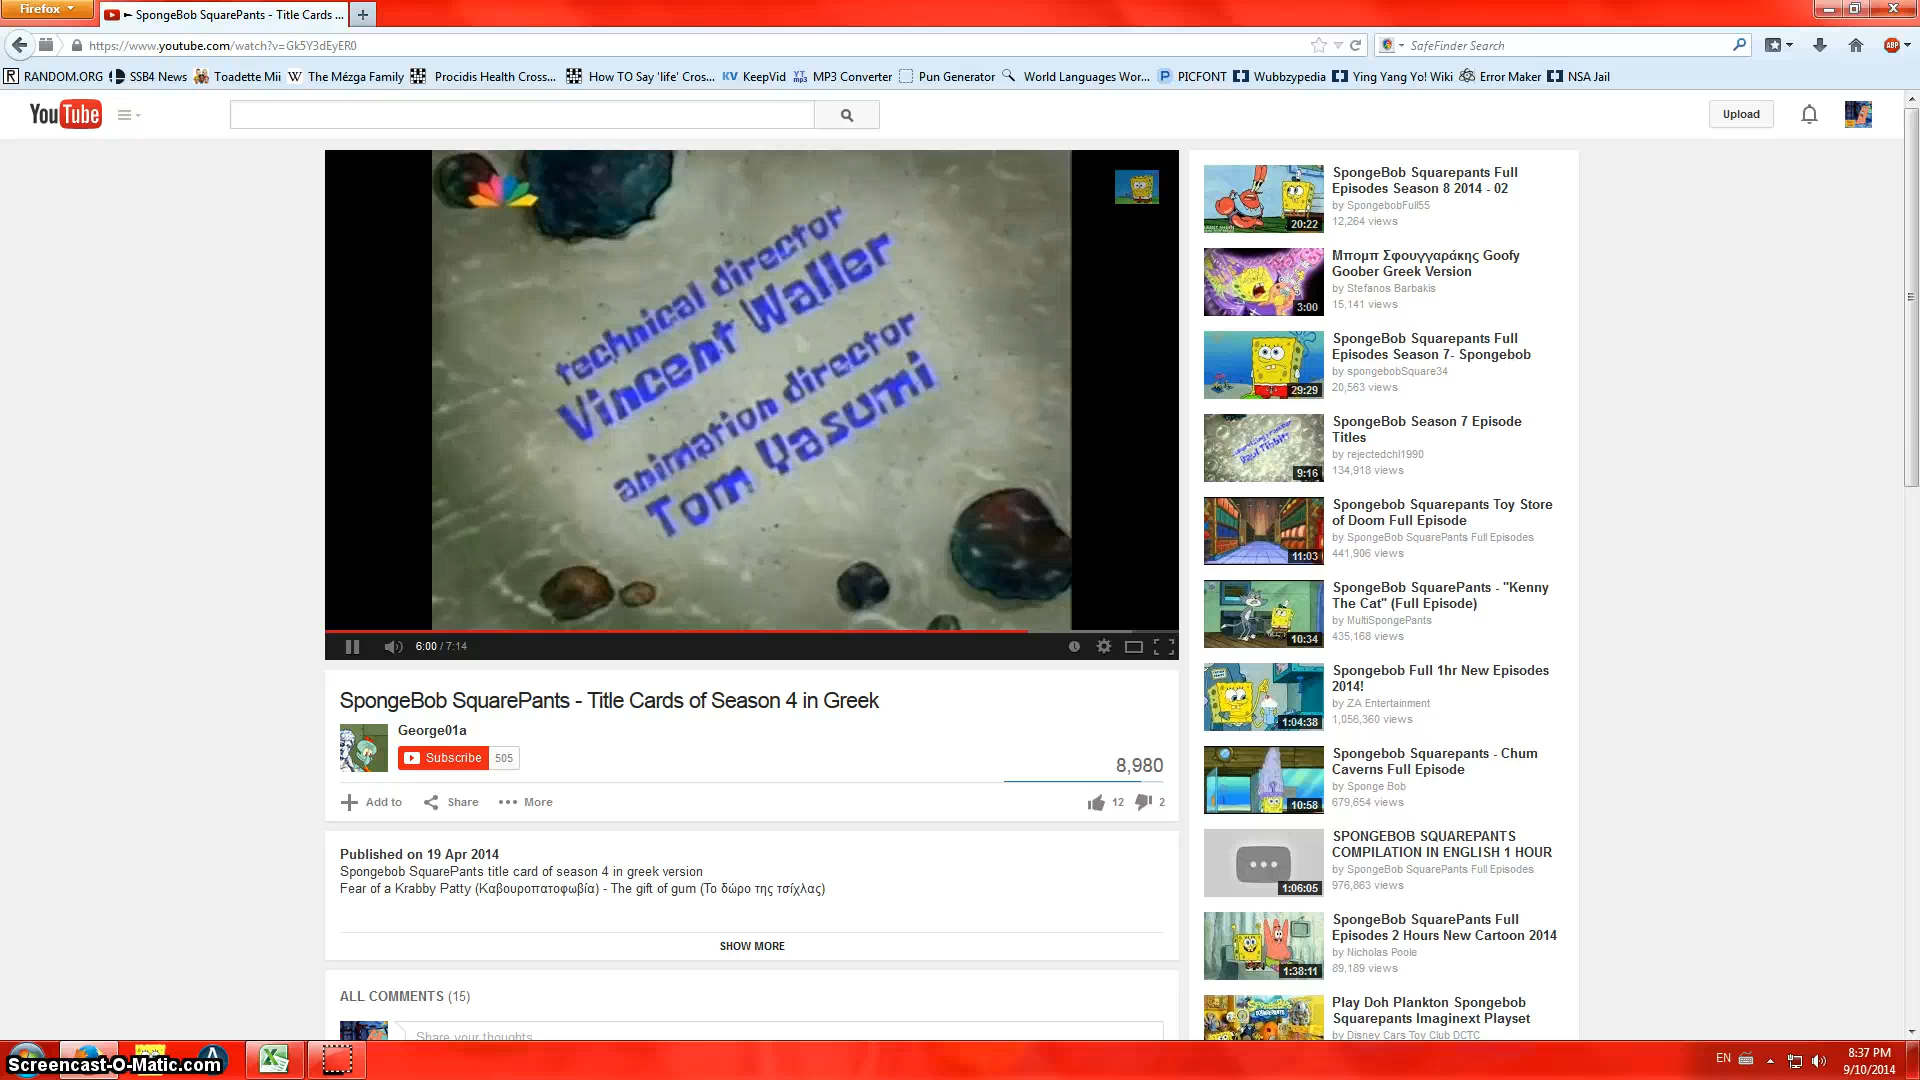 Firefox
► SpongeBob SquarePants - Title Cards ...
https://www.youtube.com/watch?v=Gk5Y3dEyER0
SafeFinder Search
ABP
RANDOM.ORG SSB4 News Toadette Mii The Mézga Family Procidis Health Cross... How TO Say 'life' Cros... KeepVid MP3 Converter Pun Generator World Languages Wor... PICFONT Wubbzypedia Ying Yang Yo! Wiki Error Maker NSA Jail
YouTube
Upload
technical director
Vincent Waller
animation director
Tom Yasumi
6:00 / 7:14
SpongeBob SquarePants - Title Cards of Season 4 in Greek
George01a
Subscribe 505
8,980
Add to Share More
12 2
Published on 19 Apr 2014
Spongebob SquarePants title card of season 4 in greek version
Fear of a Krabby Patty (Καβουροπατοφωβία) - The gift of gum (Το δώρο της τσίχλας)
SHOW MORE
ALL COMMENTS (15)
Share your thoughts
20:22
SpongeBob Squarepants Full
Episodes Season 8 2014 - 02
by SpongebobFull55
12,264 views
3:00
Μπομπ Σφουγγαράκης Goofy
Goober Greek Version
by Stefanos Barbakis
15,141 views
29:29
SpongeBob Squarepants Full
Episodes Season 7- Spongebob
by spongebobSquare34
20,563 views
Paul Tibbitt
9:16
SpongeBob Season 7 Episode
Titles
by rejectedchl1990
134,918 views
11:03
Spongebob Squarepants Toy Store
of Doom Full Episode
by SpongeBob SquarePants Full Episodes
441,906 views
10:34
SpongeBob SquarePants - "Kenny
The Cat" (Full Episode)
by MultiSpongePants
435,168 views
1:04:38
Spongebob Full 1hr New Episodes
2014!
by ZA Entertainment
1,056,360 views
10:58
Spongebob Squarepants - Chum
Caverns Full Episode
by Sponge Bob
679,654 views
1:06:05
SPONGEBOB SQUAREPANTS
COMPILATION IN ENGLISH 1 HOUR
by SpongeBob SquarePants Full Episodes
976,863 views
1:38:11
SpongeBob SquarePants Full
Episodes 2 Hours New Cartoon 2014
by Nicholas Poole
89,189 views
Play Doh Plankton Spongebob
Squarepants Imaginext Playset
by Disney Cars Toy Club DCTC
Screencast-O-Matic.com
EN
8:37 PM
9/10/2014